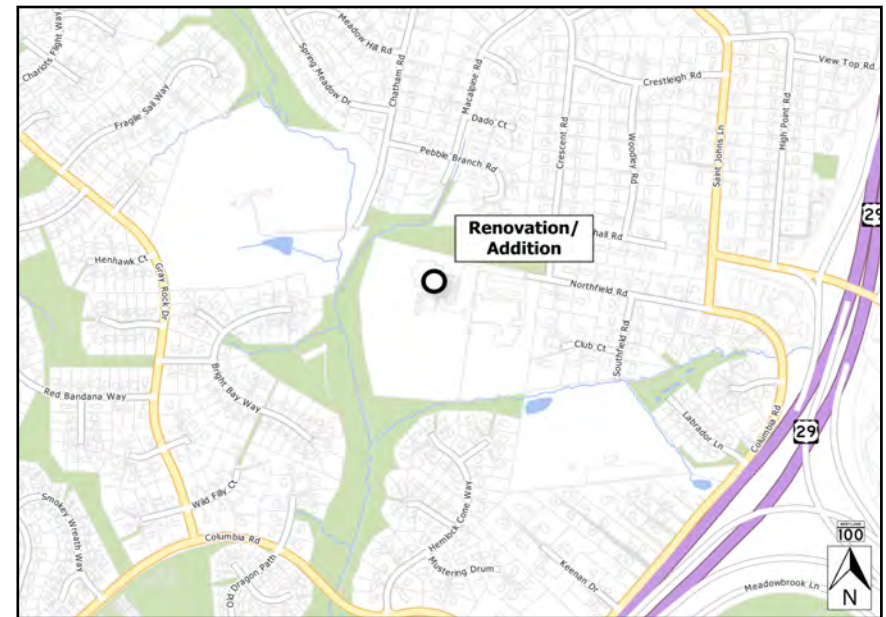 Chariots Flight Way
Meadow Hill Rd
Spring Meadow Dr
Chatham Rd
Macalpine Rd
View Top Rd
Crestleigh Rd
Fragile Sail Way
Dado Ct
Crescent Rd
Woodley Rd
Saint Johns Ln
High Point Rd
Pebble Branch Rd
29
Renovation/
Addition
hall Rd
Henhawk Ct
Gray Rock Dr
Northfield Rd
Club Ct
Southfield Rd
Red Bandana Way
Bright Bay Way
Labrador Ln
Columbia Rd
29
Wild Filly Ct
Smokey Wreath Way
Hemlock Cone Way
Columbia Rd
Old Dragon Path
Mustering Drum
Keenan Dr
MARYLAND
100
Meadowbrook Ln
N